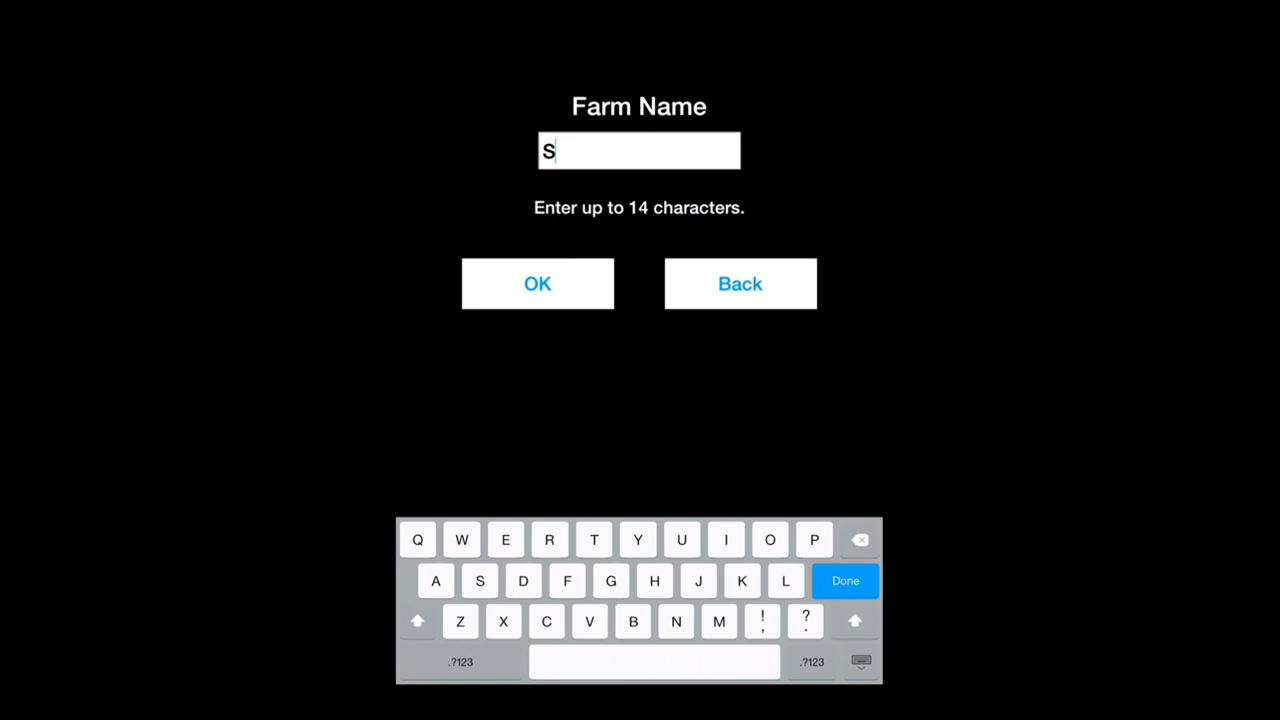 Farm Name
S
Enter up to 14 characters.
OK Back
Q W E R T Y U I O P
A S D F G H J K L Done
Z X C V B N M ! , ? .
.?123 .?123